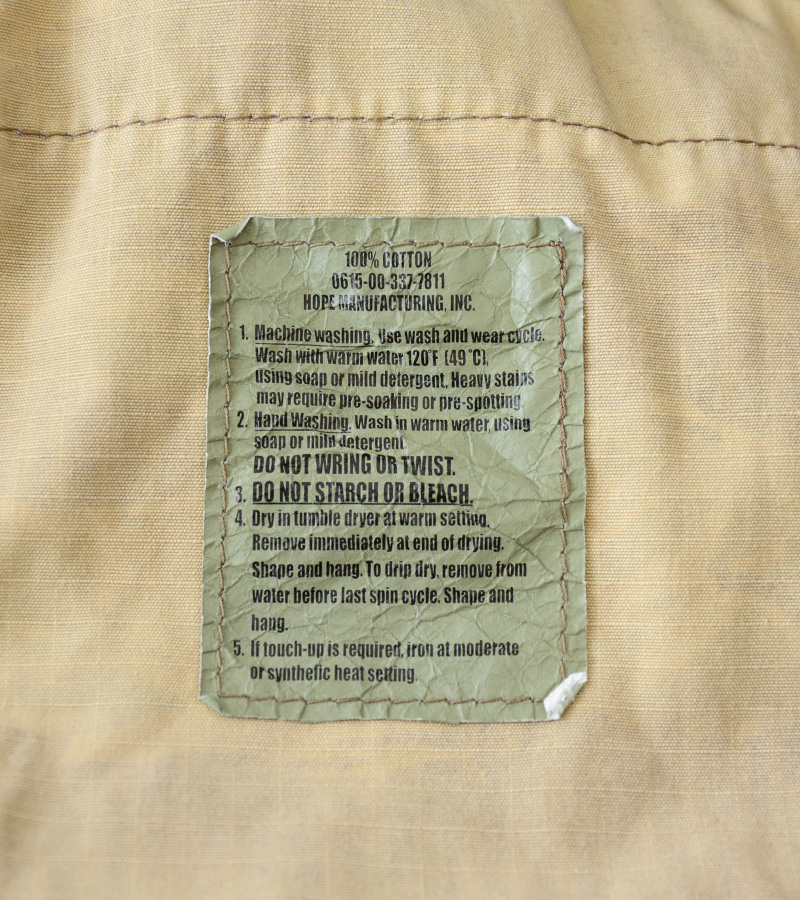 100% COTTON
0615-00-337-7811
HOPE MANUFACTURING, INC.
1. Machine washing. Use wash and wear cycle.
Wash with warm water 120°F (49°C),
using soap or mild detergent. Heavy stains
may require pre-soaking or pre-spotting.
2. Hand Washing. Wash in warm water, using
soap or mild detergent.
DO NOT WRING OR TWIST.
3. DO NOT STARCH OR BLEACH.
4. Dry in tumble dryer at warm setting.
Remove immediately at end of drying.
Shape and hang. To drip dry, remove from
water before last spin cycle. Shape and
hang.
5. If touch-up is required, iron at moderate
or synthetic heat setting.